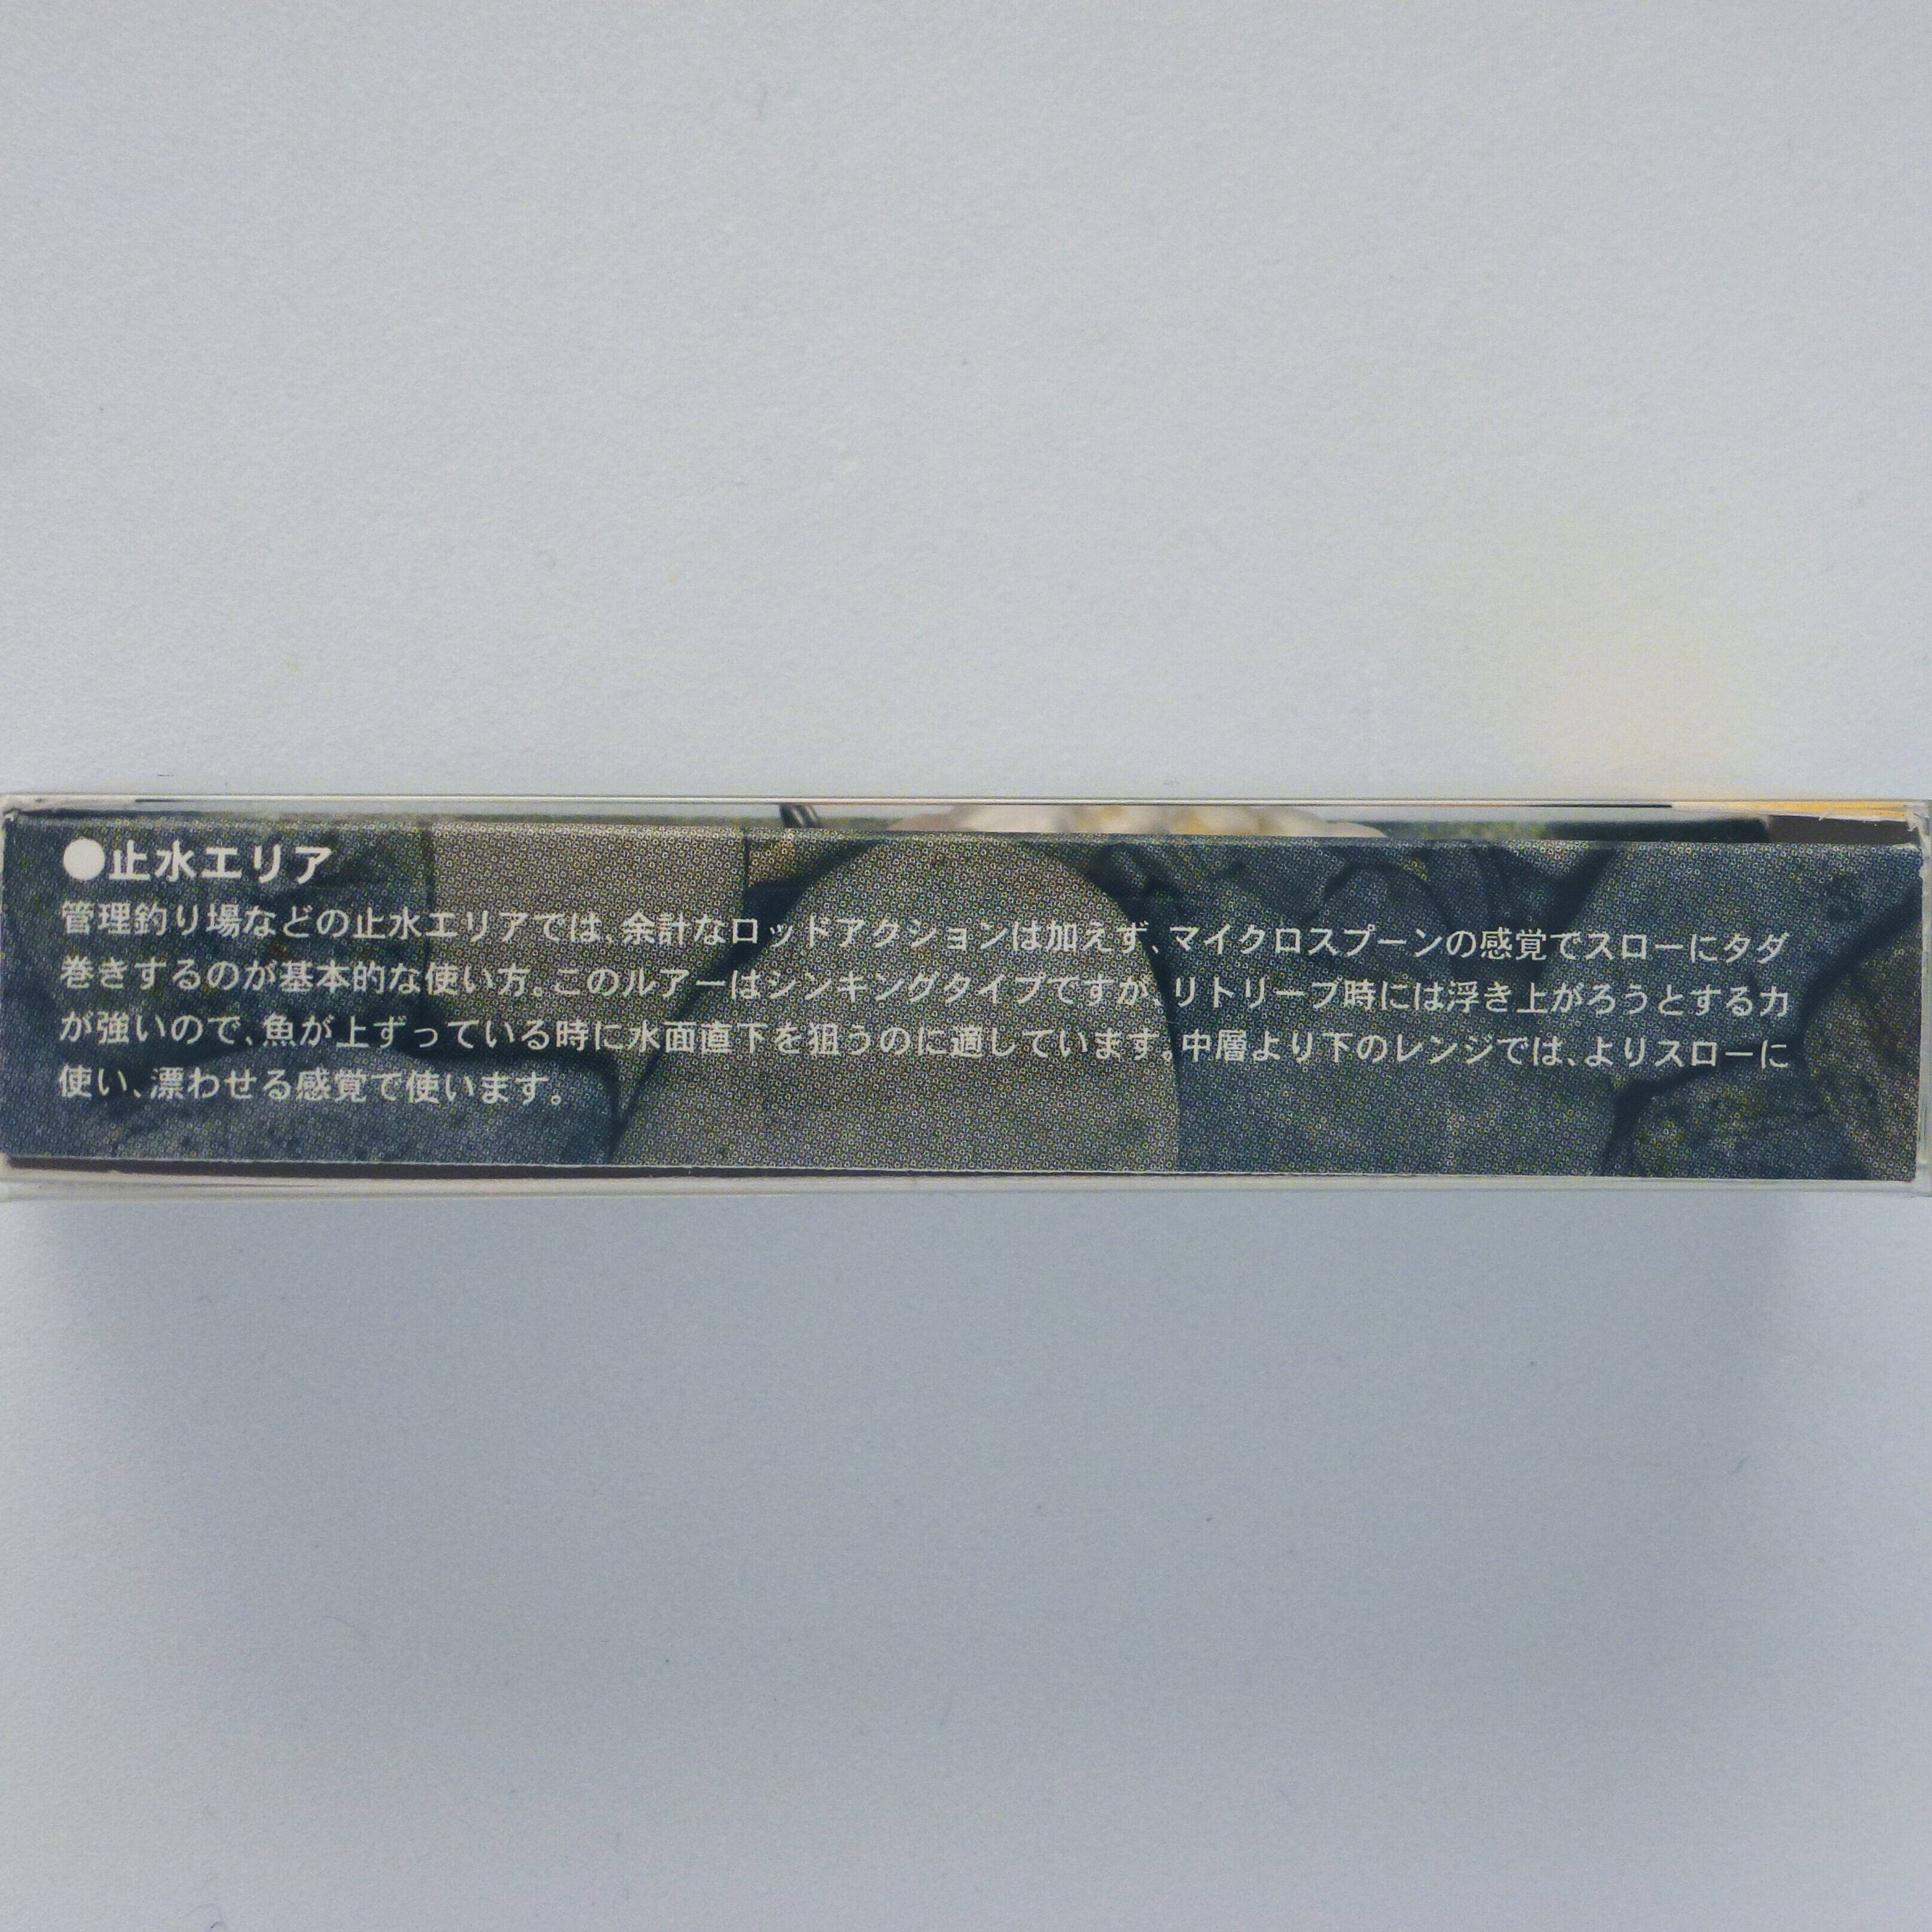 ●止水エリア
管理釣り場などの止水エリアでは、余計なロッドアクションは加えず、マイクロスプーンの感覚でスローにタダ
巻きするのが基本的な使い方。このルアーはシンキングタイプですが、リトリーブ時には浮き上がろうとする力
が強いので、魚が上ずっている時に水面直下を狙うのに適しています。中層より下のレンジでは、よりスローに
使い、漂わせる感覚で使います。